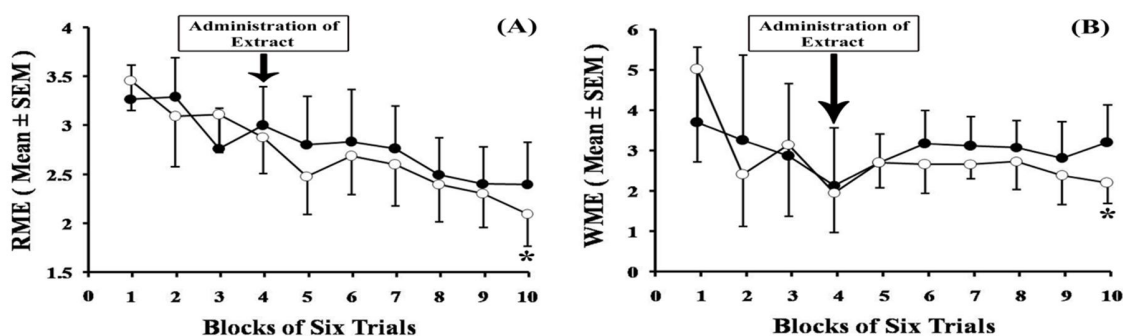 Administration of
Extract
(A)
RME ( Mean ± SEM )
4
3.5
3
2.5
2
1.5
0 1 2 3 4 5 6 7 8 9 10
Blocks of Six Trials
*
Administration of
Extract
(B)
WME ( Mean ± SEM )
6
5
4
3
2
1
0
0 1 2 3 4 5 6 7 8 9 10
Blocks of Six Trials
*